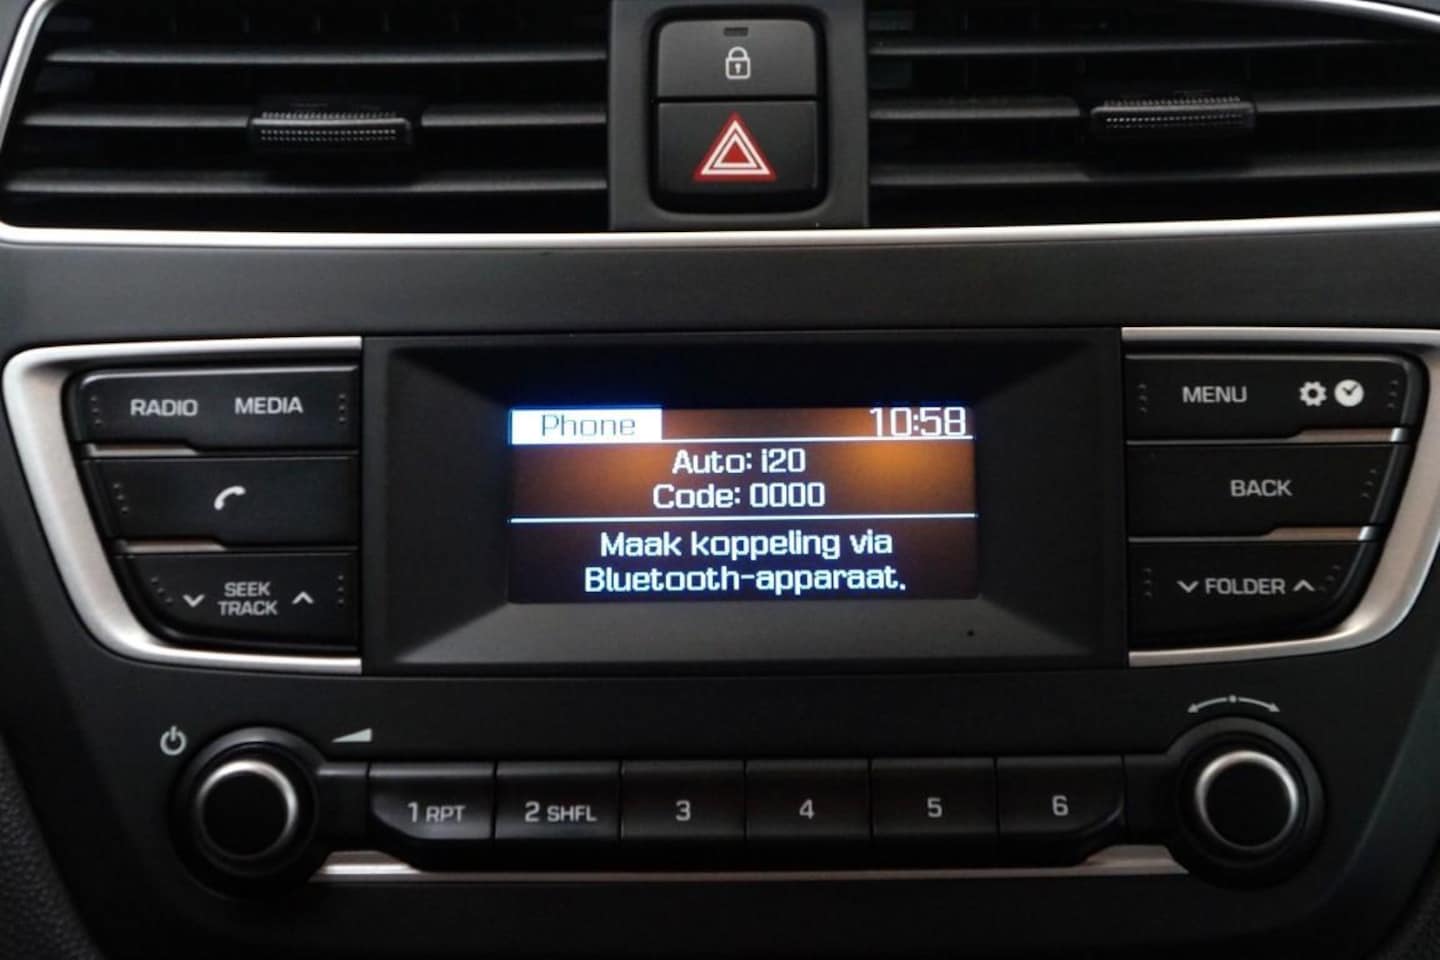 RADIO MEDIA
SEEK
TRACK
Phone 10:58
Auto: i20
Code: 0000
Maak koppeling via
Bluetooth-apparaat.
MENU
BACK
FOLDER
1 RPT 2 SHFL 3 4 5 6